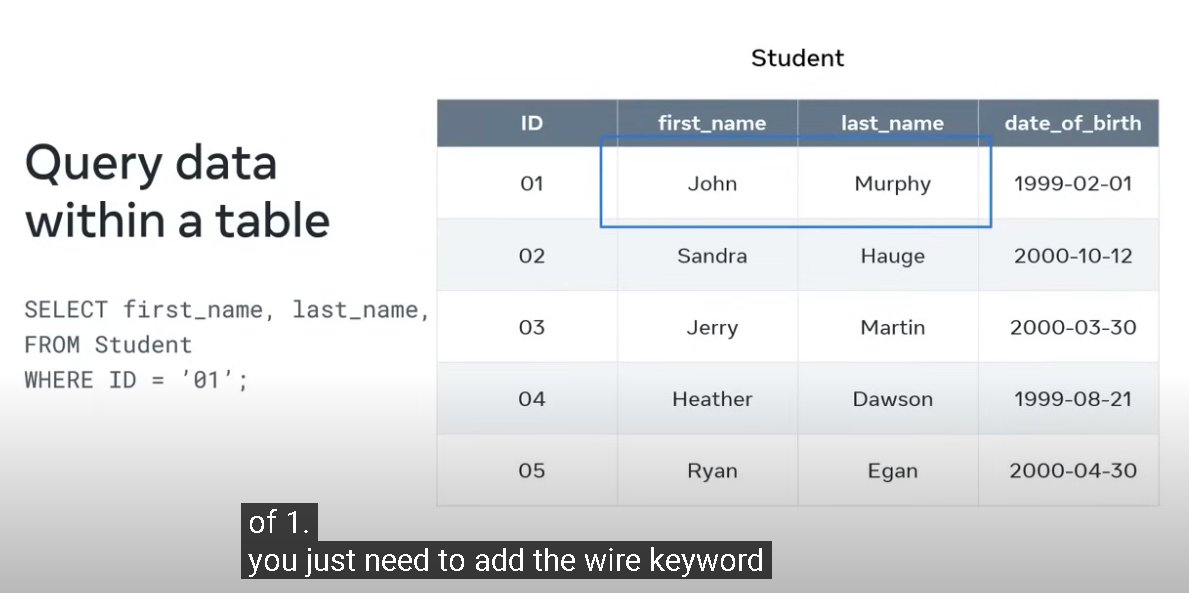 Query data
within a table
SELECT first_name, last_name,
FROM Student
WHERE ID = ’01’;
Student
ID first_name last_name date_of_birth
01 John Murphy 1999-02-01
02 Sandra Hauge 2000-10-12
03 Jerry Martin 2000-03-30
04 Heather Dawson 1999-08-21
05 Ryan Egan 2000-04-30
of 1.
you just need to add the wire keyword